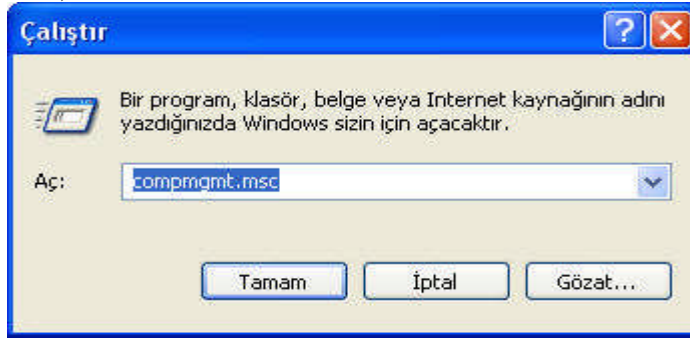 Çalıştır
Bir program, klasör, belge veya Internet kaynağının adını
yazdığınızda Windows sizin için açacaktır.
Aç:
compmgmt.msc
Tamam
İptal
Gözat...